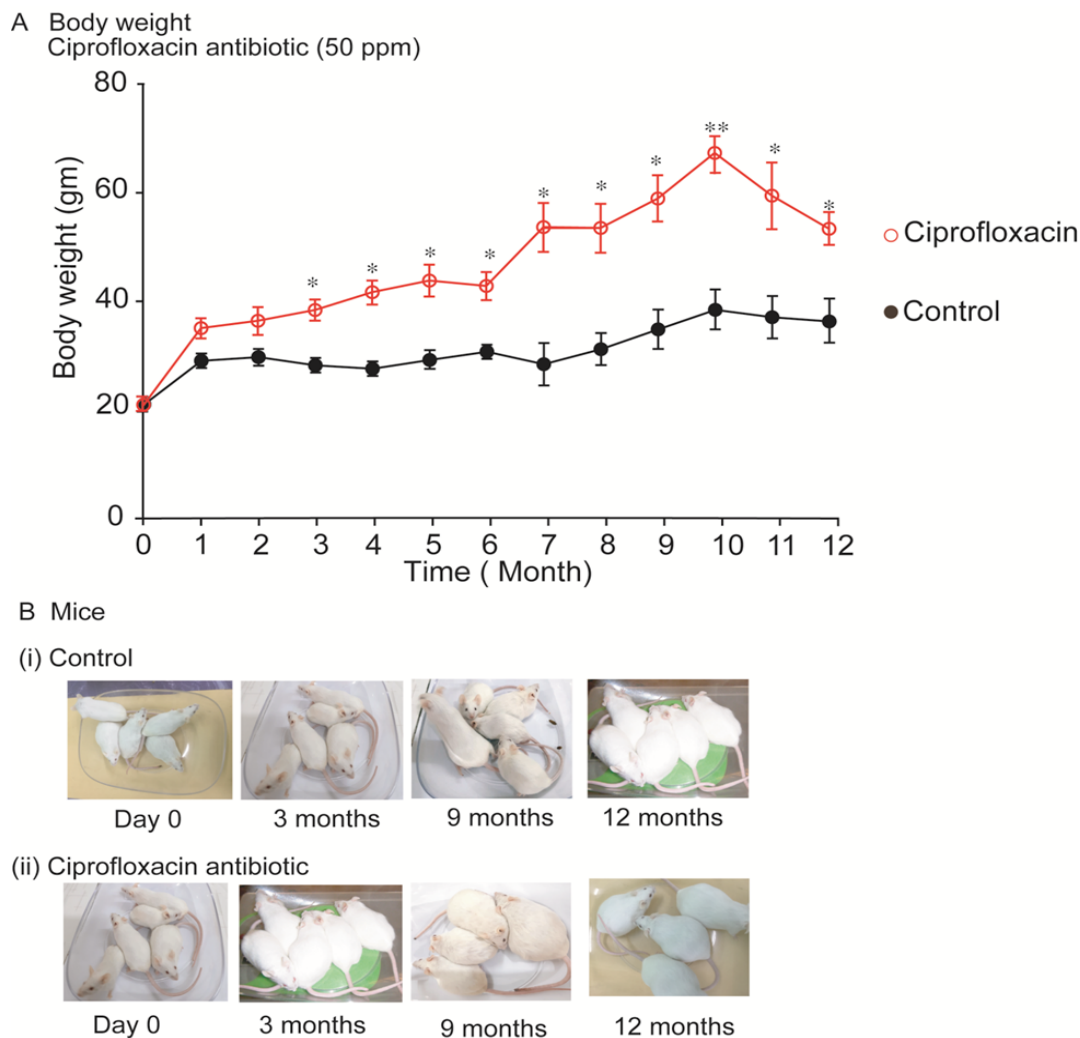 A Body weight
Ciprofloxacin antibiotic (50 ppm)
80
60
40
20
0
Body weight (gm)
* * * * * * * ** * *
Ciprofloxacin
Control
0 1 2 3 4 5 6 7 8 9 10 11 12
Time ( Month)
B Mice
(i) Control
Day 0 3 months 9 months 12 months
(ii) Ciprofloxacin antibiotic
Day 0 3 months 9 months 12 months